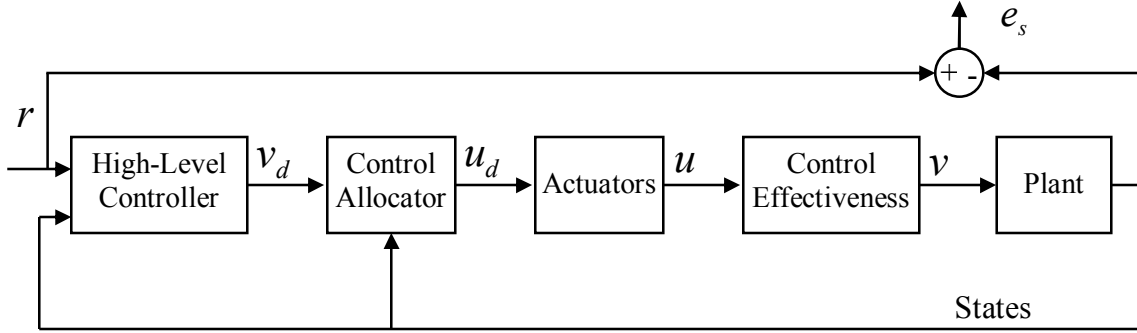 e_s
+ -
r
High-Level
Controller
v_d
Control
Allocator
u_d
Actuators
u
Control
Effectiveness
v
Plant
States